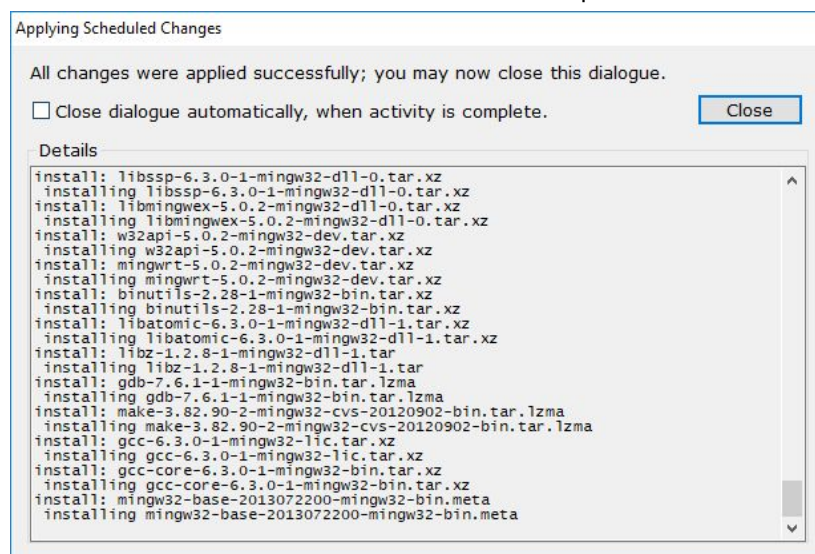 Applying Scheduled Changes
All changes were applied successfully; you may now close this dialogue.
Close dialogue automatically, when activity is complete.
Close
Details
install: libssp-6.3.0-1-mingw32-dll-0.tar.xz
installing libssp-6.3.0-1-mingw32-dll-0.tar.xz
install: libmingwex-5.0.2-mingw32-dll-0.tar.xz
installing libmingwex-5.0.2-mingw32-dll-0.tar.xz
install: w32api-5.0.2-mingw32-dev.tar.xz
installing w32api-5.0.2-mingw32-dev.tar.xz
install: mingwrt-5.0.2-mingw32-dev.tar.xz
installing mingwrt-5.0.2-mingw32-dev.tar.xz
install: binutils-2.28-1-mingw32-bin.tar.xz
installing binutils-2.28-1-mingw32-bin.tar.xz
install: libatomic-6.3.0-1-mingw32-dll-1.tar.xz
installing libatomic-6.3.0-1-mingw32-dll-1.tar.xz
install: libz-1.2.8-1-mingw32-dll-1.tar
installing libz-1.2.8-1-mingw32-dll-1.tar
install: gdb-7.6.1-1-mingw32-bin.tar.lzma
installing gdb-7.6.1-1-mingw32-bin.tar.lzma
install: make-3.82.90-2-mingw32-cvs-20120902-bin.tar.lzma
installing make-3.82.90-2-mingw32-cvs-20120902-bin.tar.lzma
install: gcc-6.3.0-1-mingw32-lic.tar.xz
installing gcc-6.3.0-1-mingw32-lic.tar.xz
install: gcc-core-6.3.0-1-mingw32-bin.tar.xz
installing gcc-core-6.3.0-1-mingw32-bin.tar.xz
install: mingw32-base-2013072200-mingw32-bin.meta
installing mingw32-base-2013072200-mingw32-bin.meta